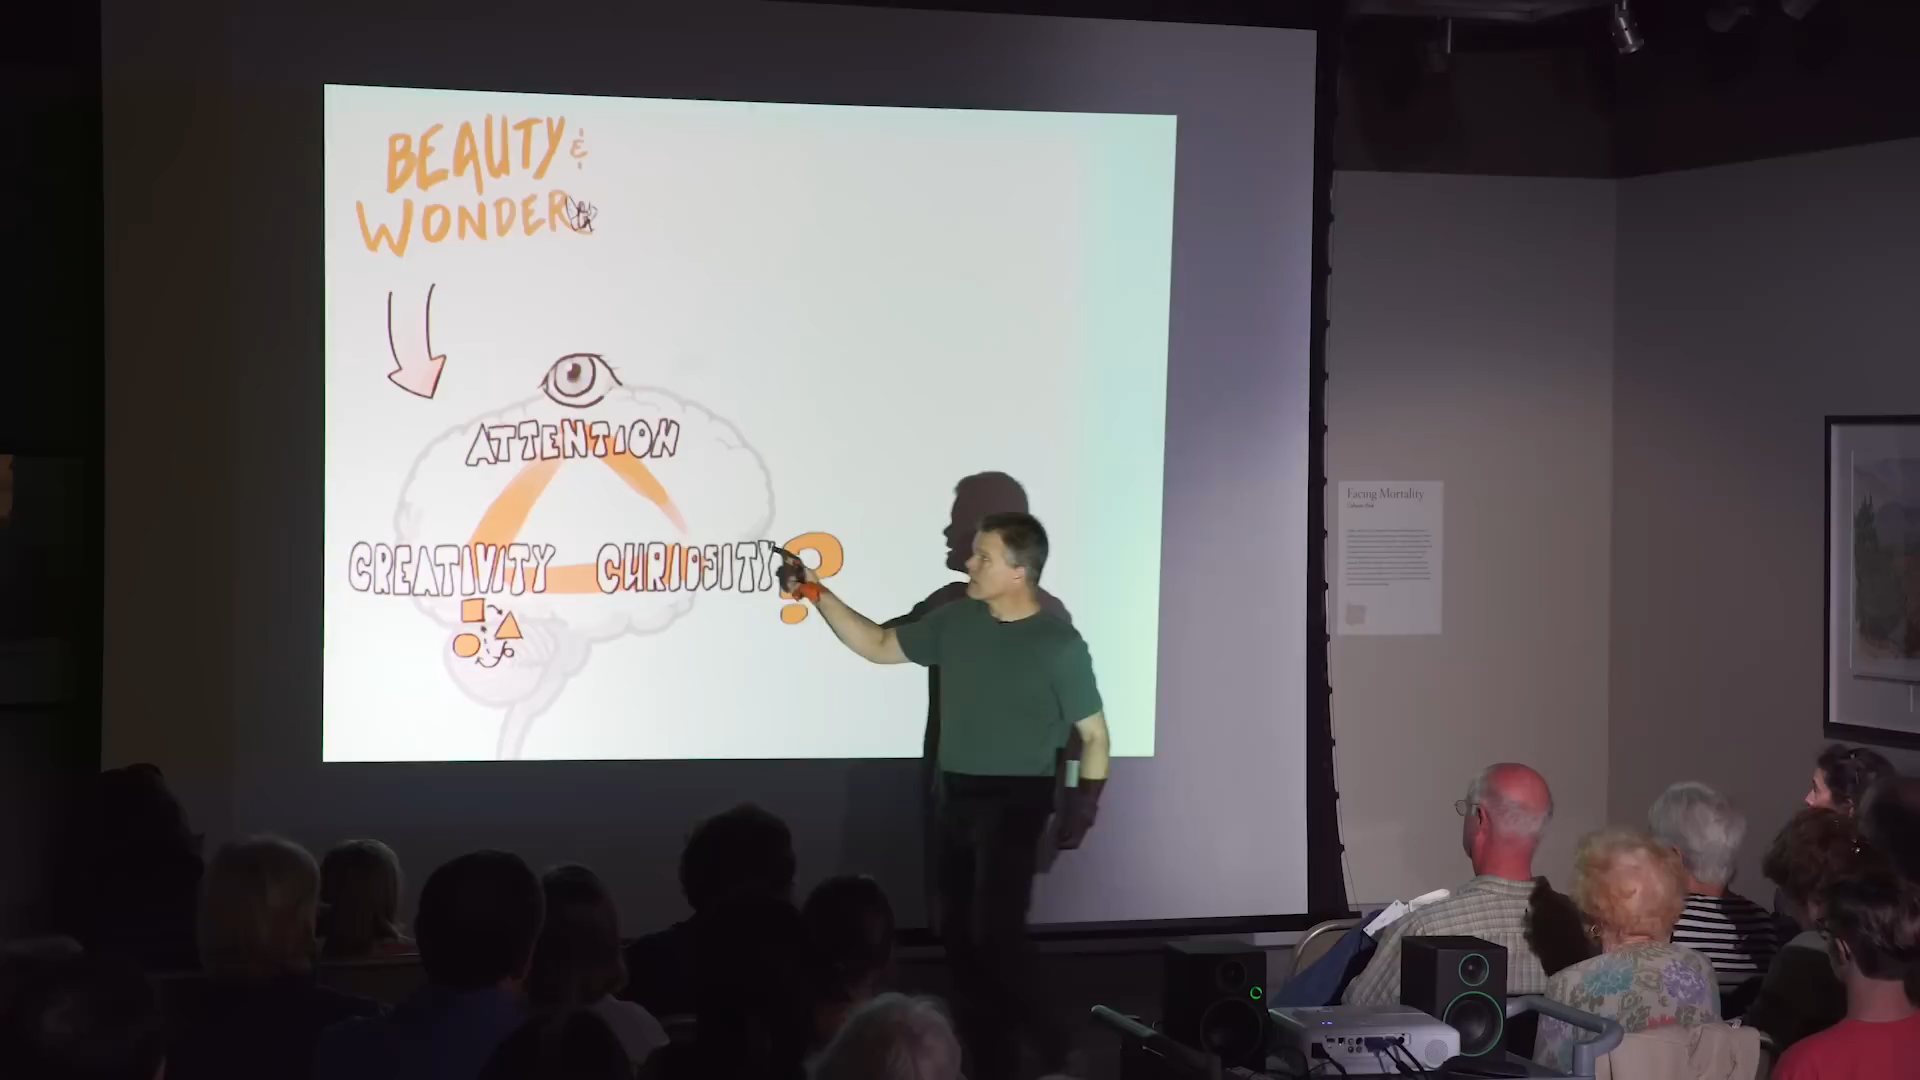 BEAUTY &
WONDER
ATTENTION
CREATIVITY CURIOSITY ?
Facing Mortality